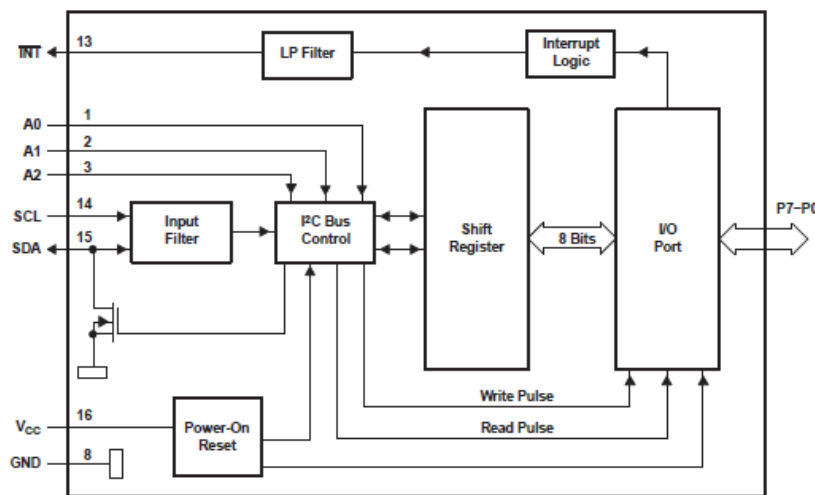 INT
13
LP Filter
Interrupt
Logic
A0
1
A1
2
A2
3
SCL
14
SDA
15
Input
Filter
I²C Bus
Control
Shift
Register
8 Bits
I/O
Port
P7–P0
Write Pulse
Read Pulse
VCC
16
GND
8
Power-On
Reset